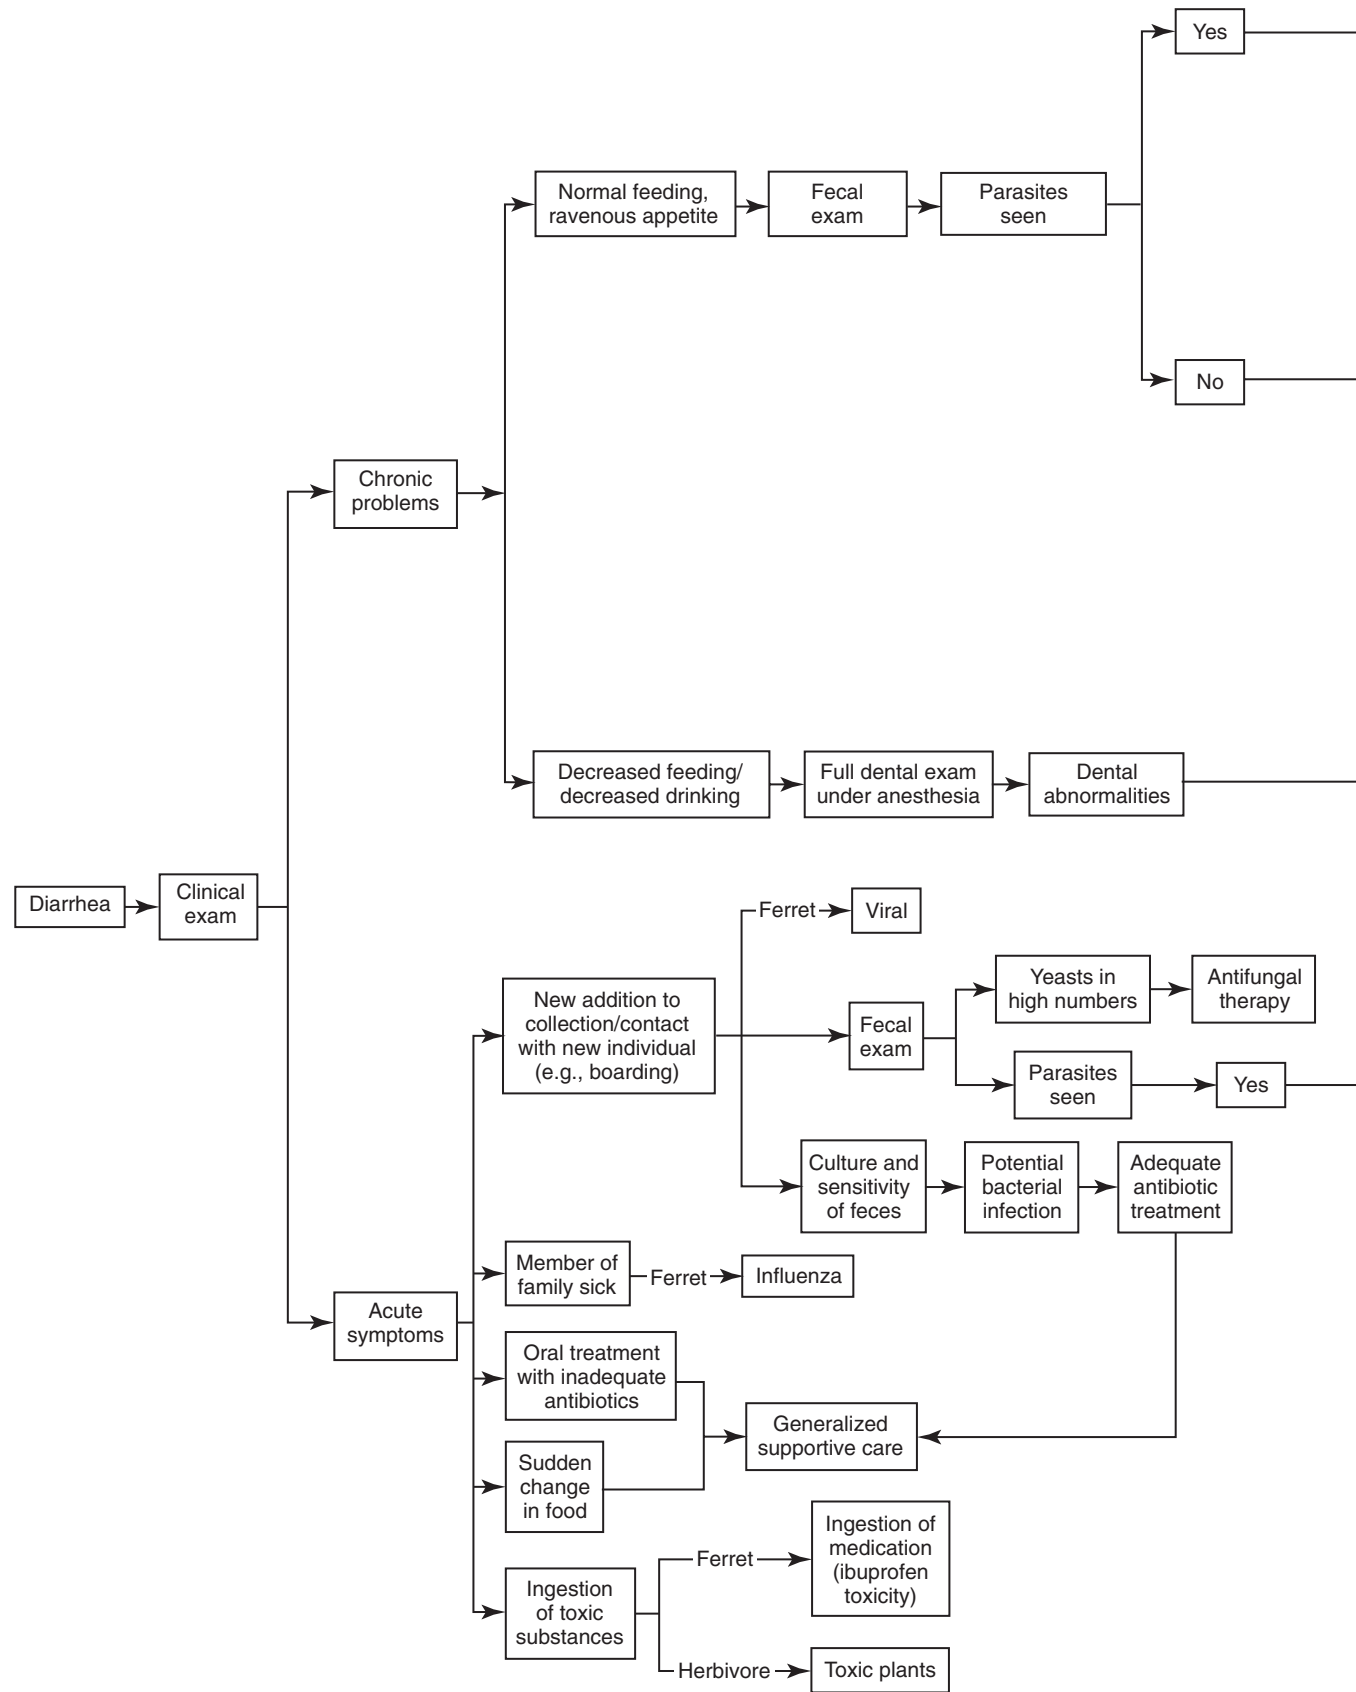 Yes
Normal feeding,
ravenous appetite
Fecal
exam
Parasites
seen
No
Chronic
problems
Decreased feeding/
decreased drinking
Full dental exam
under anesthesia
Dental
abnormalities
Diarrhea
Clinical
exam
Ferret
Viral
New addition to
collection/contact
with new individual
(e.g., boarding)
Fecal
exam
Yeasts in
high numbers
Antifungal
therapy
Parasites
seen
Yes
Culture and
sensitivity
of feces
Potential
bacterial
infection
Adequate
antibiotic
treatment
Member of
family sick
Ferret
Influenza
Acute
symptoms
Oral treatment
with inadequate
antibiotics
Generalized
supportive care
Sudden
change
in food
Ingestion
of toxic
substances
Ferret
Ingestion of
medication
(ibuprofen
toxicity)
Herbivore
Toxic plants